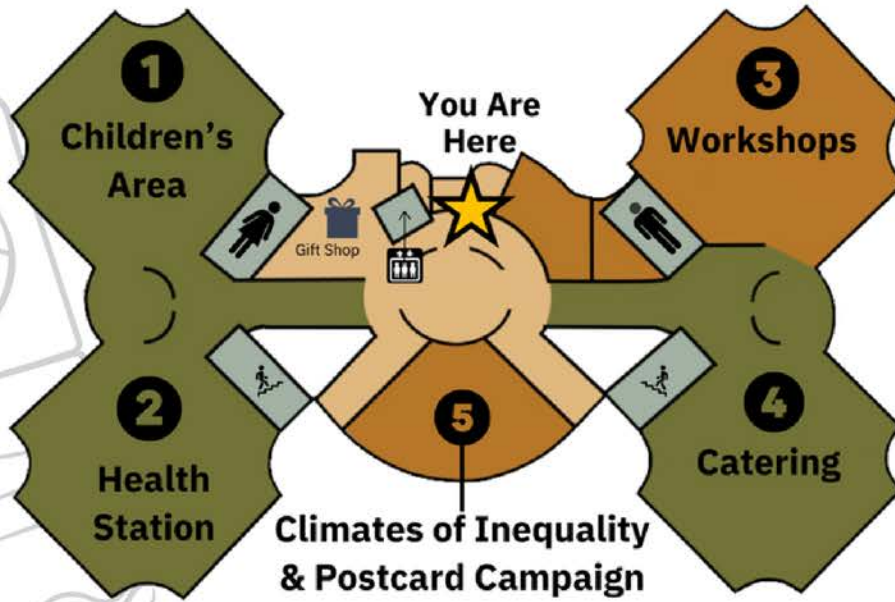 1
Children's
Area
You Are
Here
3
Workshops
Gift Shop
2
Health
Station
5
4
Catering
Climates of Inequality
& Postcard Campaign